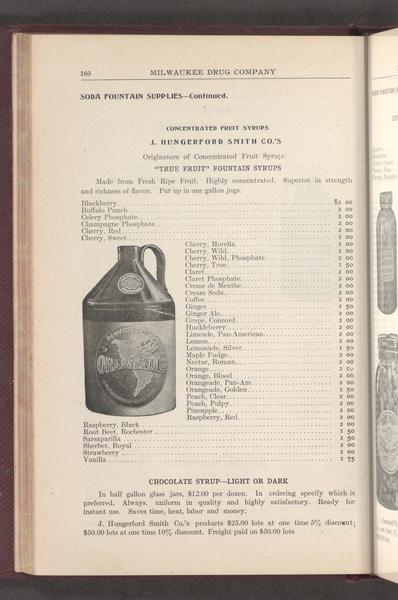 160 MILWAUKEE DRUG COMPANY
SODA FOUNTAIN SUPPLIES—Continued.
CONCENTRATED FRUIT SYRUPS
J. HUNGERFORD SMITH CO.'S
Originators of Concentrated Fruit Syrups
"TRUE FRUIT" FOUNTAIN SYRUPS
Made from Fresh Ripe Fruit. Highly concentrated. Superior in strength
and richness of flavor. Put up in one gallon jugs.
Blackberry $2 00
Buffalo Punch 2 00
Celery Phosphate 2 00
Champagne Phosphate 2 00
Cherry, Red 2 00
Cherry, Sweet 2 00
Cherry, Morella 2 00
Cherry, Wild 2 00
Cherry, Wild, Phosphate 2 00
Cherry, True 1 50
Claret 2 00
Claret Phosphate 2 00
Creme de Menthe 2 00
Cream Soda 2 00
Coffee 2 00
Ginger 1 50
Ginger Ale 2 00
Grape, Concord 2 00
Huckleberry 2 00
Limeade, Pan-American 2 00
Lemon 2 00
Lemonade, Silver 1 50
Maple Fudge 2 00
Nectar, Roman 2 00
Orange 2 00
Orange, Blood 2 00
Orangeade, Pan-Am 2 00
Orangeade, Golden 1 50
Peach, Clear 2 00
Peach, Pulpy 2 00
Pineapple 2 00
Raspberry, Red 2 00
ORANGEADE
Raspberry, Black 2 00
Root Beer, Rochester 1 50
Sarsaparilla 1 50
Sherbet, Royal 2 00
Strawberry 2 00
Vanilla 1 75
CHOCOLATE SYRUP—LIGHT OR DARK
In half gallon glass jars, $12.00 per dozen. In ordering specify which is
preferred. Always. uniform in quality and highly satisfactory. Ready for
instant use. Saves time, heat, labor and money.
J. Hungerford Smith Co.'s products $25.00 lots at one time 5% discount;
$50.00 lots at one time 10% discount. Freight paid on $50.00 lots